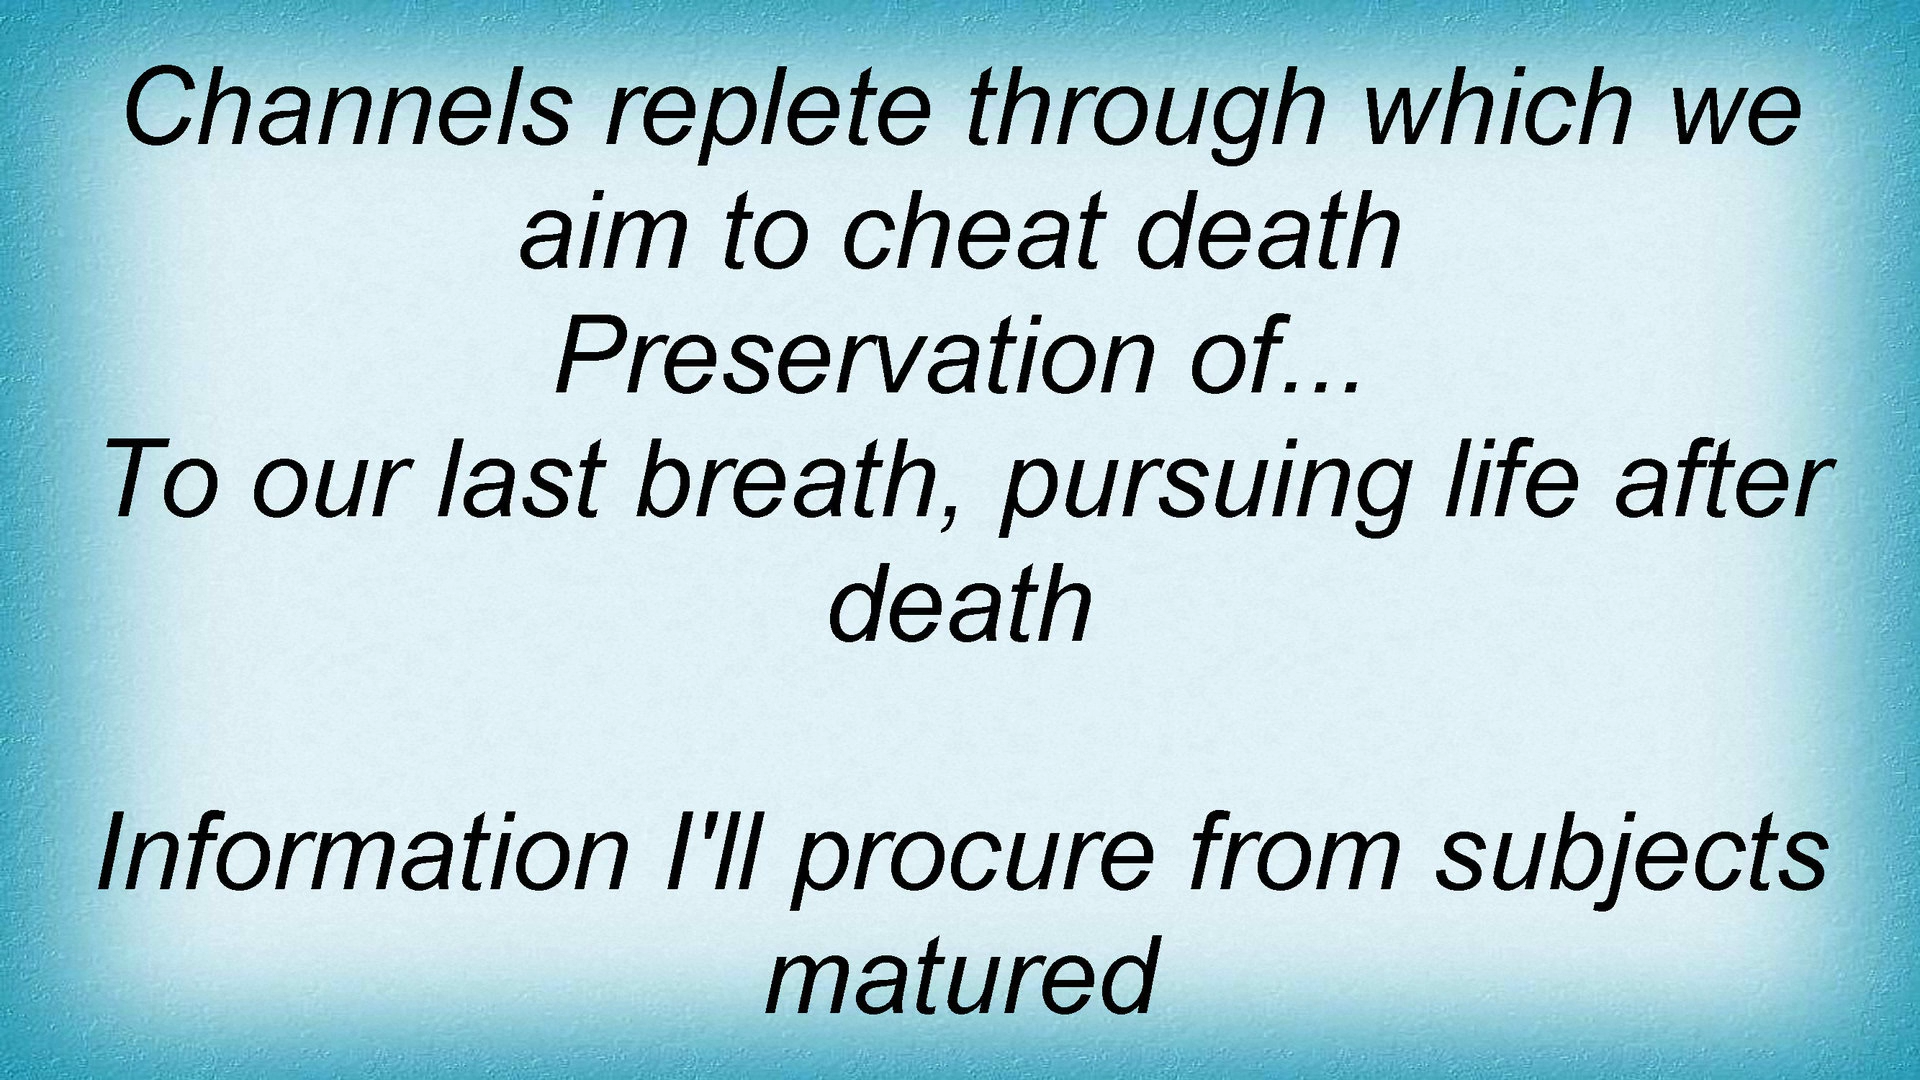 Channels replete through which we
aim to cheat death
Preservation of...
To our last breath, pursuing life after
death
Information I'll procure from subjects
matured